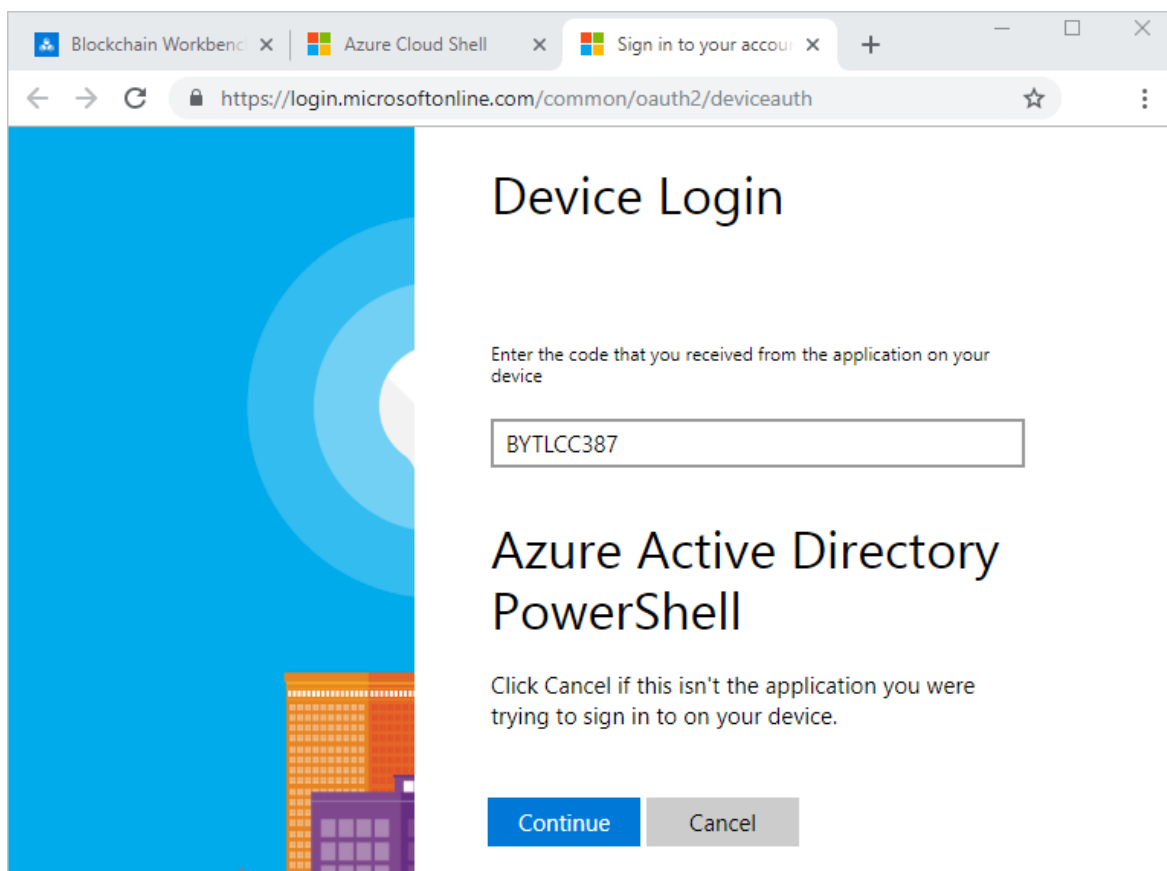 Blockchain Workbenc
Azure Cloud Shell
Sign in to your accour
https://login.microsoftonline.com/common/oauth2/deviceauth
Device Login
Enter the code that you received from the application on your
device
BYTLCC387
Azure Active Directory
PowerShell
Click Cancel if this isn't the application you were
trying to sign in to on your device.
Continue
Cancel